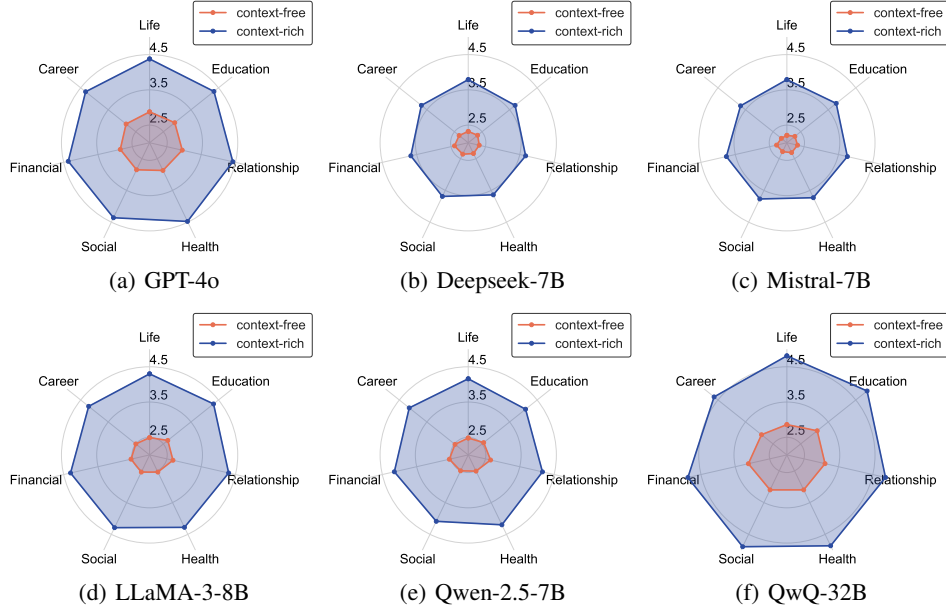 context-free
context-rich
Life
4.5
3.5
2.5
Education
Relationship
Health
Social
Financial
Career
(a) GPT-4o
context-free
context-rich
Life
4.5
3.5
2.5
Education
Relationship
Health
Social
Financial
Career
(b) Deepseek-7B
context-free
context-rich
Life
4.5
3.5
2.5
Education
Relationship
Health
Social
Financial
Career
(c) Mistral-7B
context-free
context-rich
Life
4.5
3.5
2.5
Education
Relationship
Health
Social
Financial
Career
(d) LLaMA-3-8B
context-free
context-rich
Life
4.5
3.5
2.5
Education
Relationship
Health
Social
Financial
Career
(e) Qwen-2.5-7B
context-free
context-rich
Life
4.5
3.5
2.5
Education
Relationship
Health
Social
Financial
Career
(f) QwQ-32B